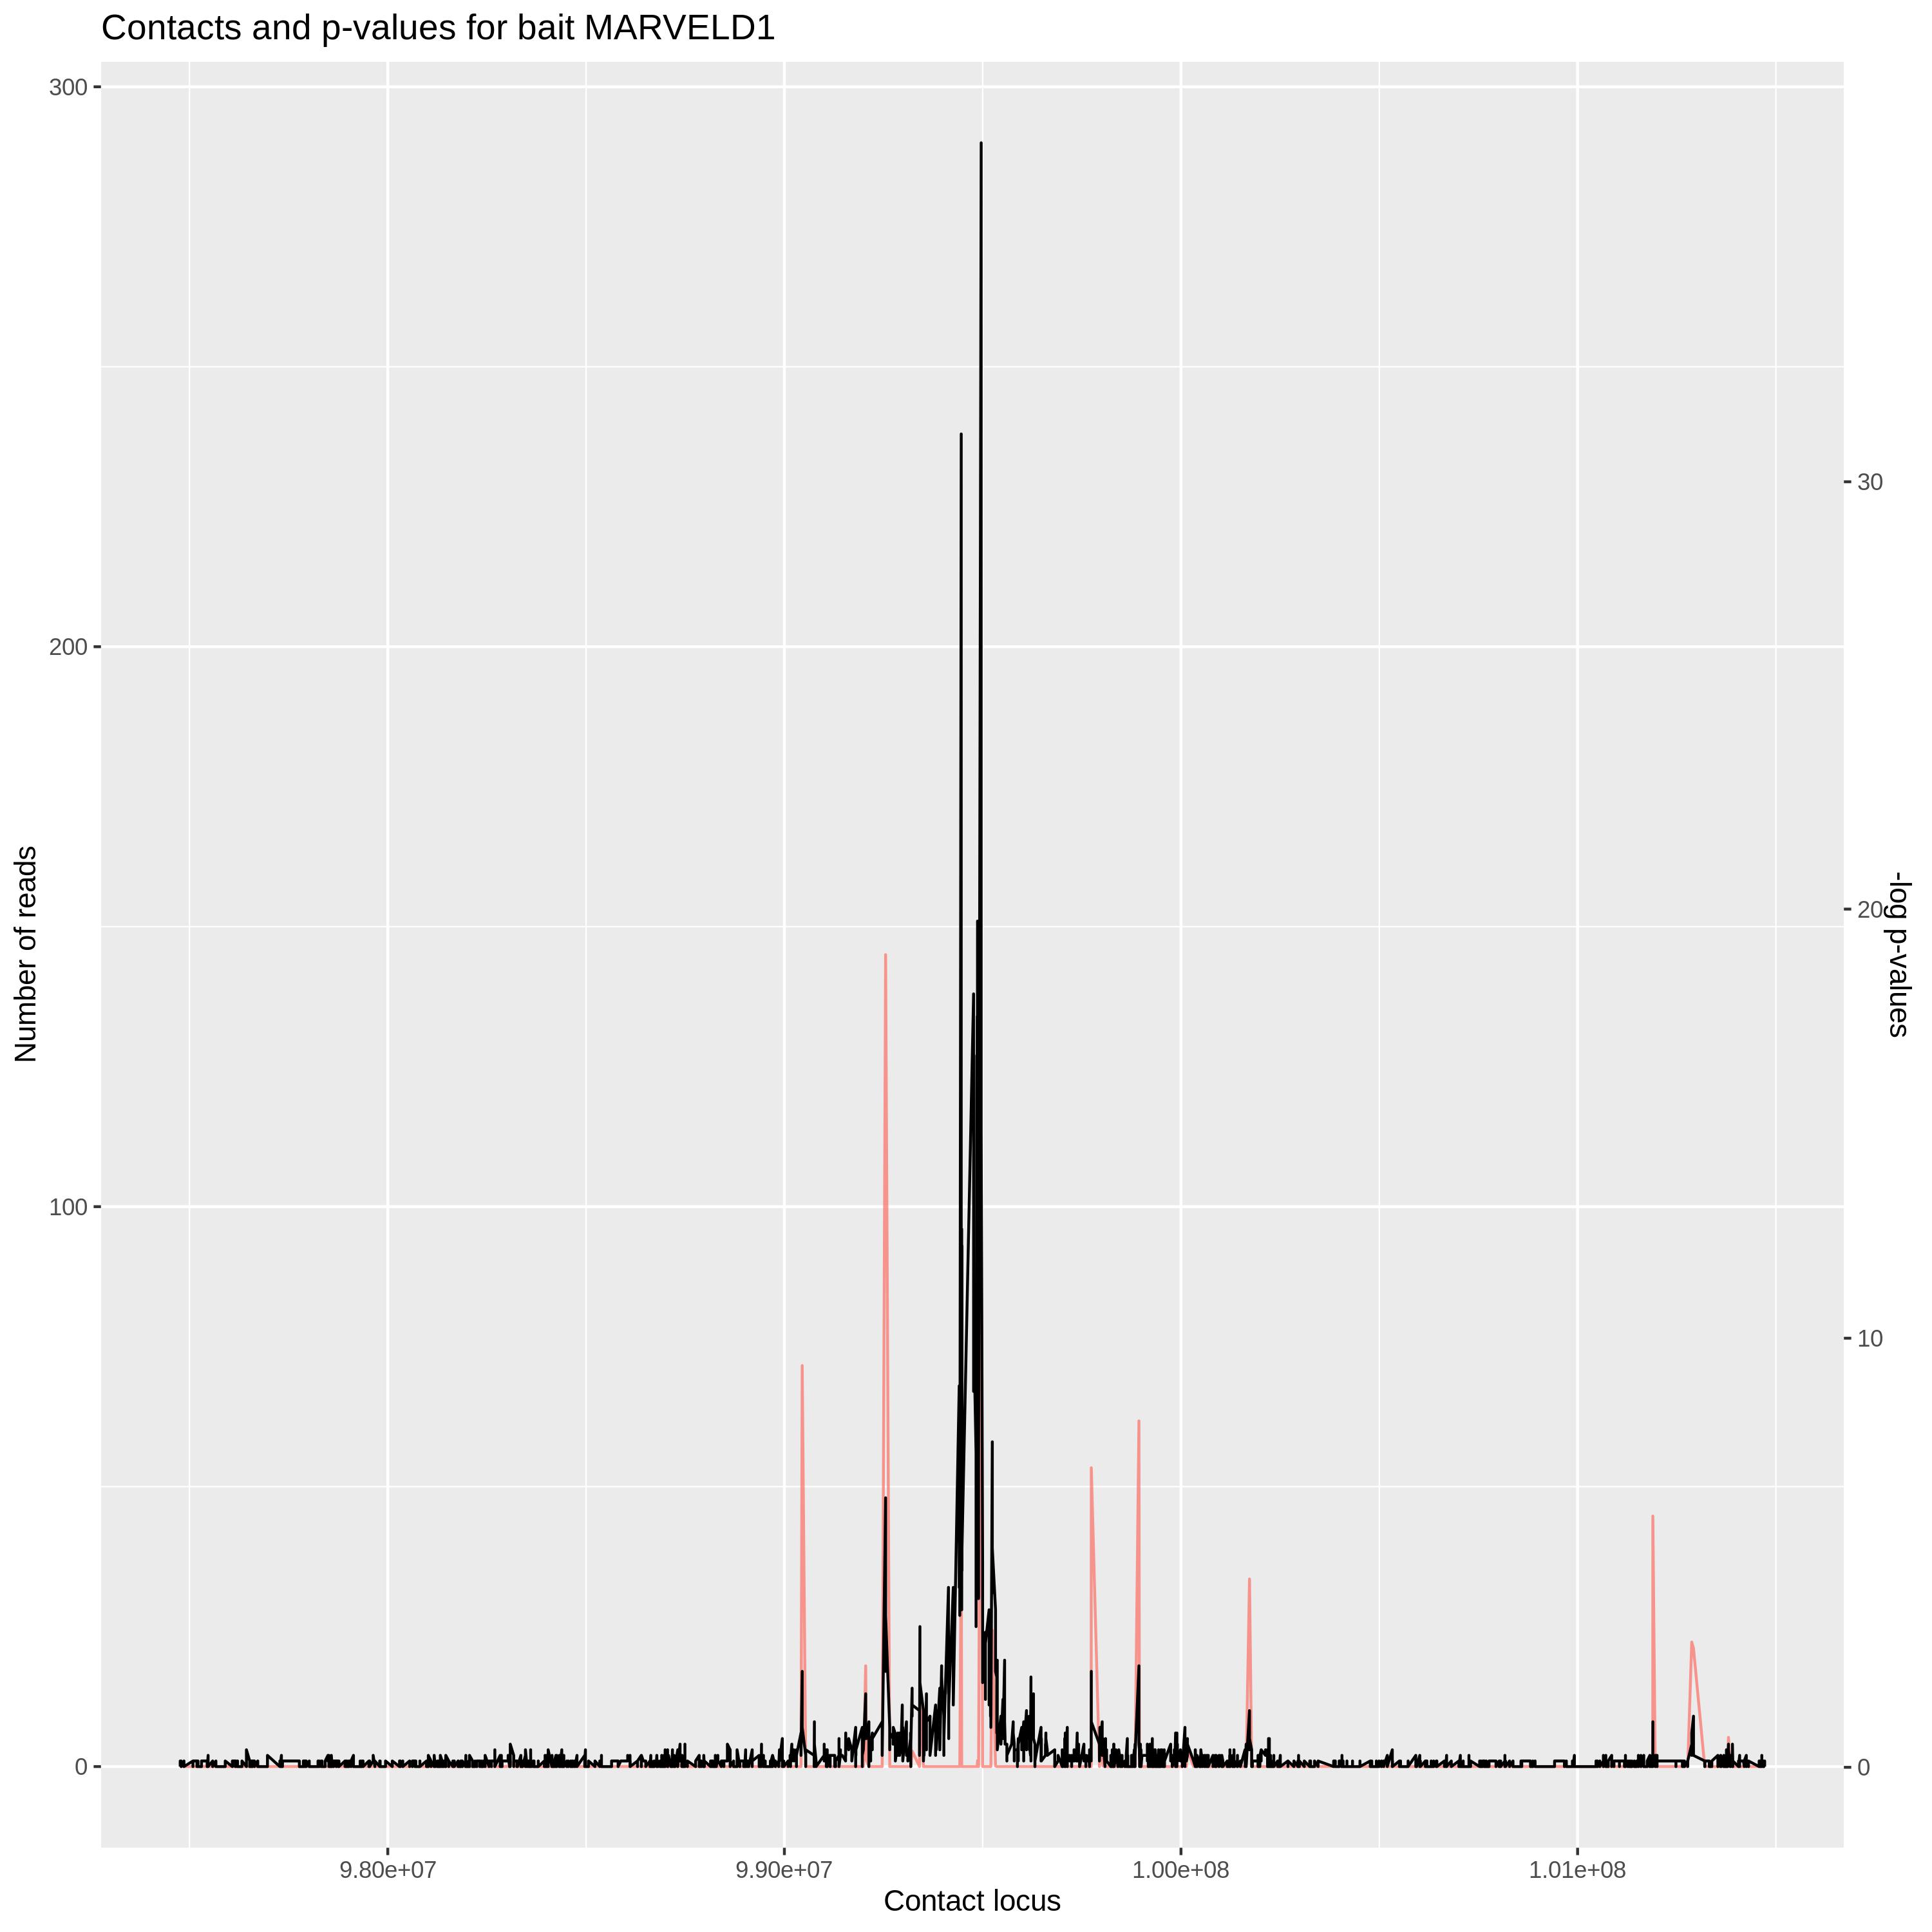 Contacts and p-values for bait MARVELD1
300
200
100
0
Number of reads
30
20
10
0
-log p-values
9.80e+07
9.90e+07
1.00e+08
1.01e+08
Contact locus